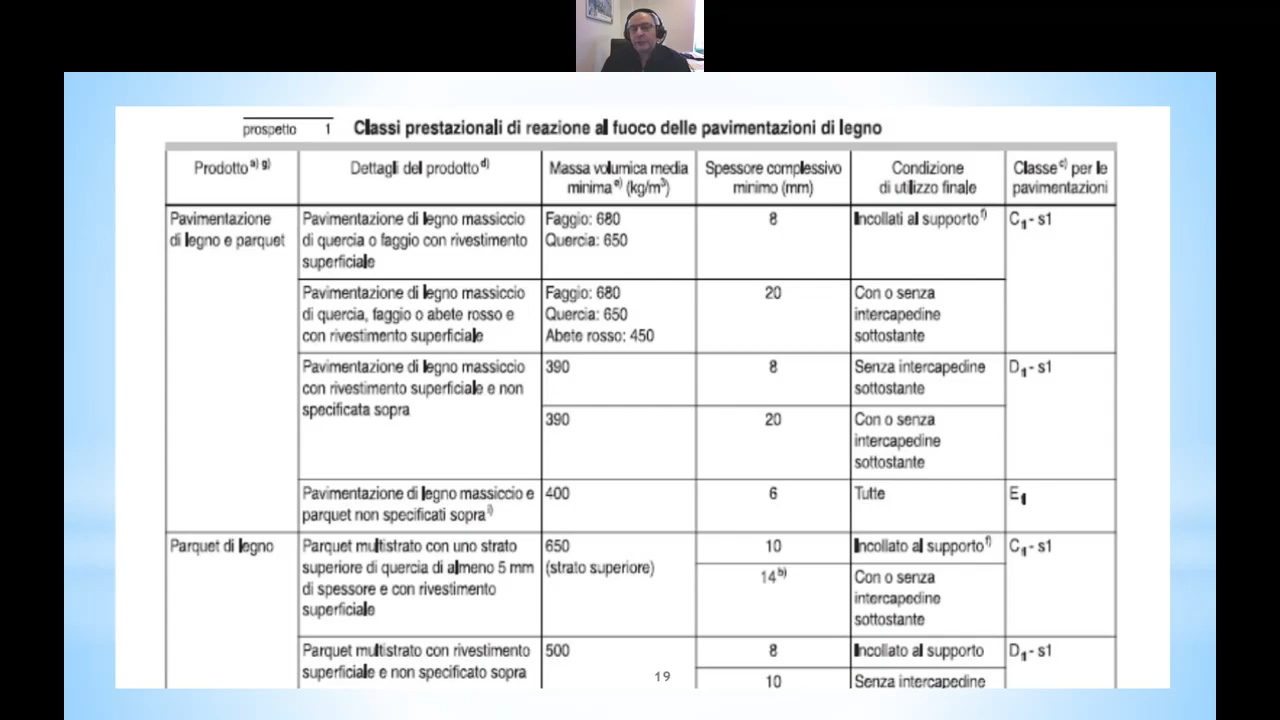 prospetto 1 Classi prestazionali di reazione al fuoco delle pavimentazioni di legno
Prodotto a) g)
Dettagli del prodotto d)
Massa volumica media
minima e) (kg/m³)
Spessore complessivo
minimo (mm)
Condizione
di utilizzo finale
Classe c) per le
pavimentazioni
Pavimentazione
di legno e parquet
Pavimentazione di legno massiccio
di quercia o faggio con rivestimento
superficiale
Faggio: 680
Quercia: 650
8
Incollati al supporto f)
Cfl - s1
Pavimentazione di legno massiccio
di quercia, faggio o abete rosso e
con rivestimento superficiale
Faggio: 680
Quercia: 650
Abete rosso: 450
20
Con o senza
intercapedine
sottostante
Pavimentazione di legno massiccio
con rivestimento superficiale e non
specificata sopra
390
8
Senza intercapedine
sottostante
Dfl - s1
390
20
Con o senza
intercapedine
sottostante
Pavimentazione di legno massiccio e
parquet non specificati sopra i)
400
6
Tutte
Efl
Parquet di legno
Parquet multistrato con uno strato
superiore di quercia di almeno 5 mm
di spessore e con rivestimento
superficiale
650
(strato superiore)
10
Incollato al supporto f)
Cfl - s1
14 b)
Con o senza
intercapedine
sottostante
Parquet multistrato con rivestimento
superficiale e non specificato sopra
500
8
Incollato al supporto
Dfl - s1
10
Senza intercapedine
19